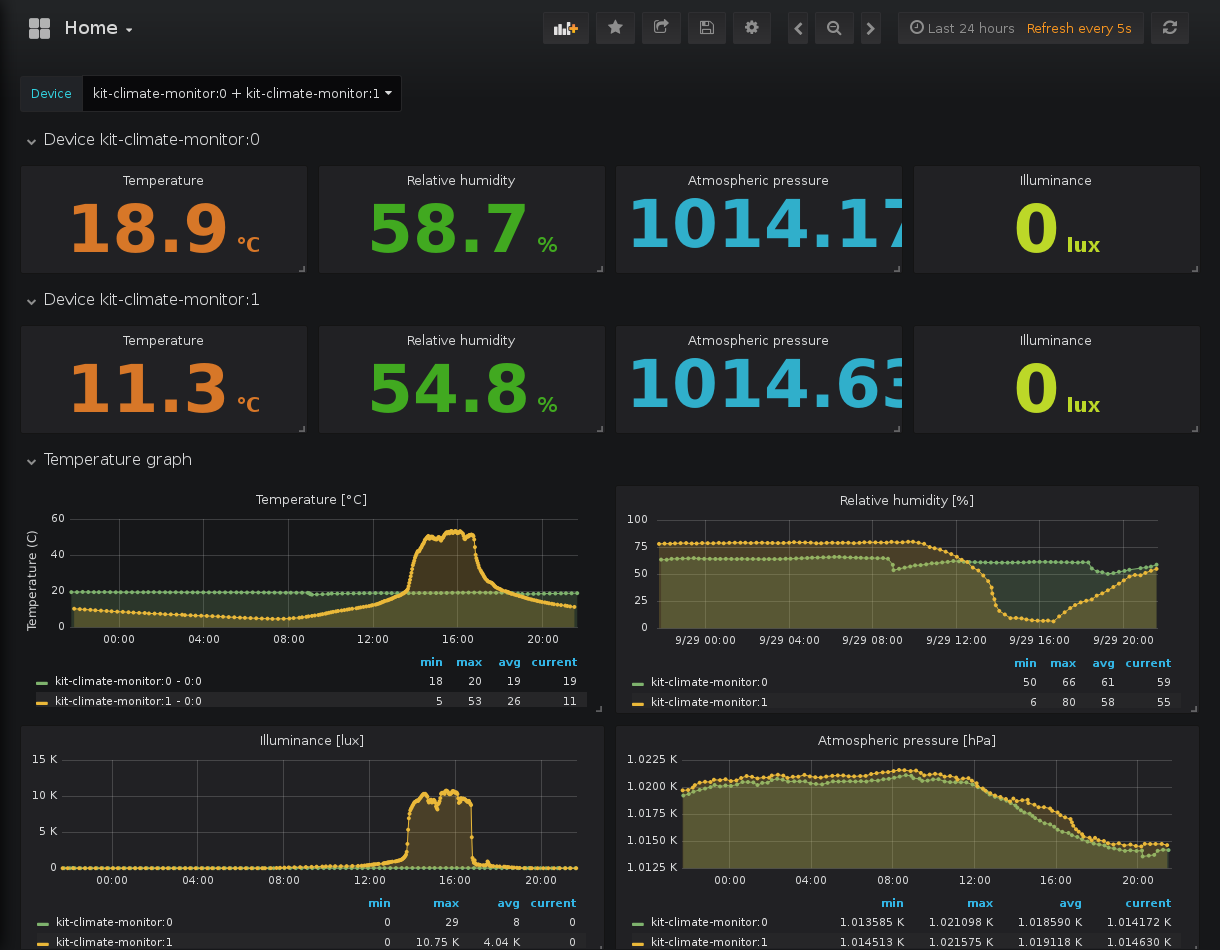 Home
Last 24 hours Refresh every 5s
Device kit-climate-monitor:0 + kit-climate-monitor:1
Device kit-climate-monitor:0
Temperature Relative humidity Atmospheric pressure Illuminance
18.9 °C 58.7 % 1014.17 0 lux
Device kit-climate-monitor:1
Temperature Relative humidity Atmospheric pressure Illuminance
11.3 °C 54.8 % 1014.63 0 lux
Temperature graph
Temperature [°C]
Temperature (C)
60
40
20
0
00:00 04:00 08:00 12:00 16:00 20:00
min max avg current
kit-climate-monitor:0 - 0:0 18 20 19 19
kit-climate-monitor:1 - 0:0 5 53 26 11
Relative humidity [%]
100
75
50
25
0
9/29 00:00 9/29 04:00 9/29 08:00 9/29 12:00 9/29 16:00 9/29 20:00
min max avg current
kit-climate-monitor:0 50 66 61 59
kit-climate-monitor:1 6 80 58 55
Illuminance [lux]
15 K
10 K
5 K
0
00:00 04:00 08:00 12:00 16:00 20:00
min max avg current
kit-climate-monitor:0 0 29 8 0
kit-climate-monitor:1 0 10.75 K 4.04 K 0
Atmospheric pressure [hPa]
1.0225 K
1.0200 K
1.0175 K
1.0150 K
1.0125 K
00:00 04:00 08:00 12:00 16:00 20:00
min max avg current
kit-climate-monitor:0 1.013585 K 1.021098 K 1.018590 K 1.014172 K
kit-climate-monitor:1 1.014513 K 1.021575 K 1.019118 K 1.014630 K